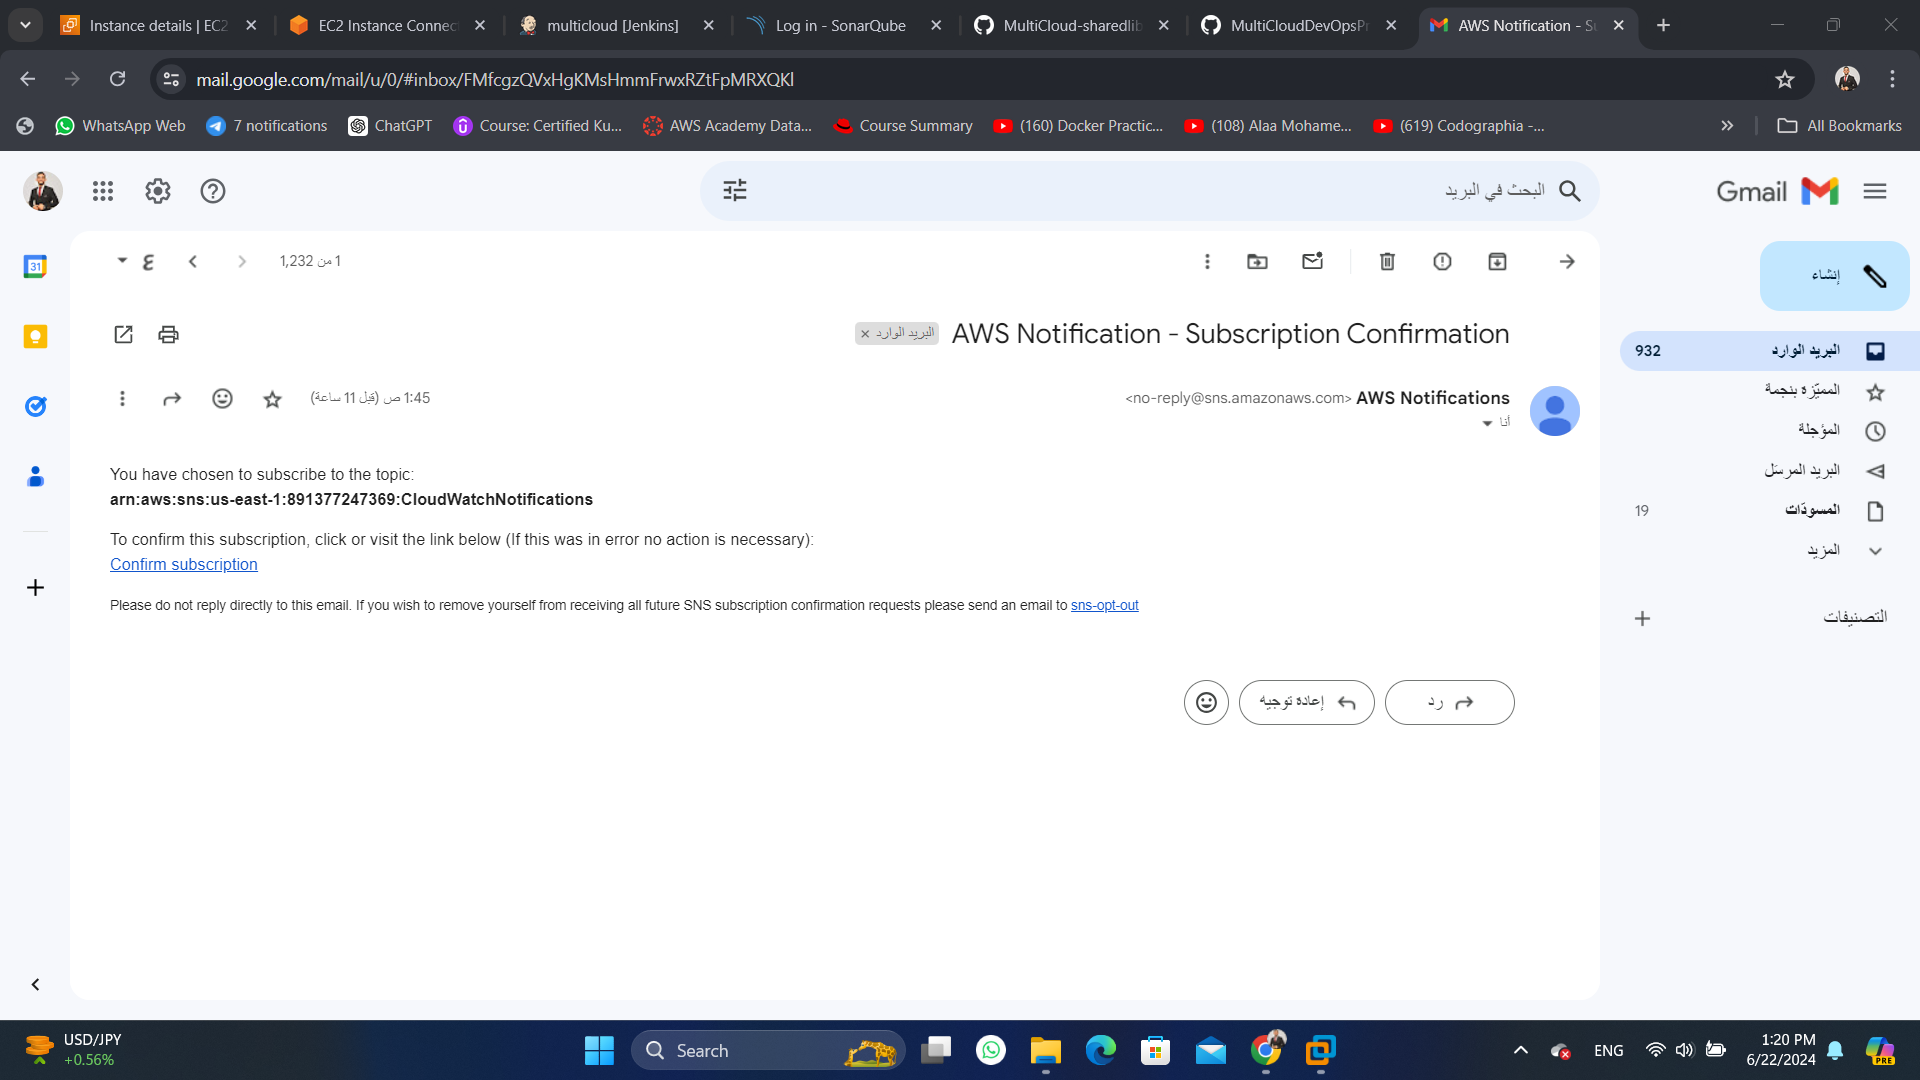 Instance details | EC2
EC2 Instance Connect
multicloud [Jenkins]
Log in - SonarQube
MultiCloud-sharedlib
MultiCloudDevOpsPr
AWS Notification - Su
mail.google.com/mail/u/0/#inbox/FMfcgzQVxHgKMsHmmFrwxRZtFpMRXQKl
WhatsApp Web
7 notifications
ChatGPT
Course: Certified Ku...
AWS Academy Data...
Course Summary
(160) Docker Practic...
(108) Alaa Mohame...
(619) Codographia -...
All Bookmarks
البحث في البريد
Gmail
31
ع
1 من 1,232
إنشاء
AWS Notification - Subscription Confirmation
البريد الوارد
البريد الوارد
932
المميّزة بنجمة
المؤجلة
البريد المرسَل
المسودّات
19
المزيد
التصنيفات
AWS Notifications <no-reply@sns.amazonaws.com>
1:45 ص (قبل 11 ساعة)
أنا
You have chosen to subscribe to the topic:
arn:aws:sns:us-east-1:891377247369:CloudWatchNotifications
To confirm this subscription, click or visit the link below (If this was in error no action is necessary):
Confirm subscription
Please do not reply directly to this email. If you wish to remove yourself from receiving all future SNS subscription confirmation requests please send an email to sns-opt-out
رد
إعادة توجيه
USD/JPY
+0.56%
Search
ENG
1:20 PM
6/22/2024
PRE